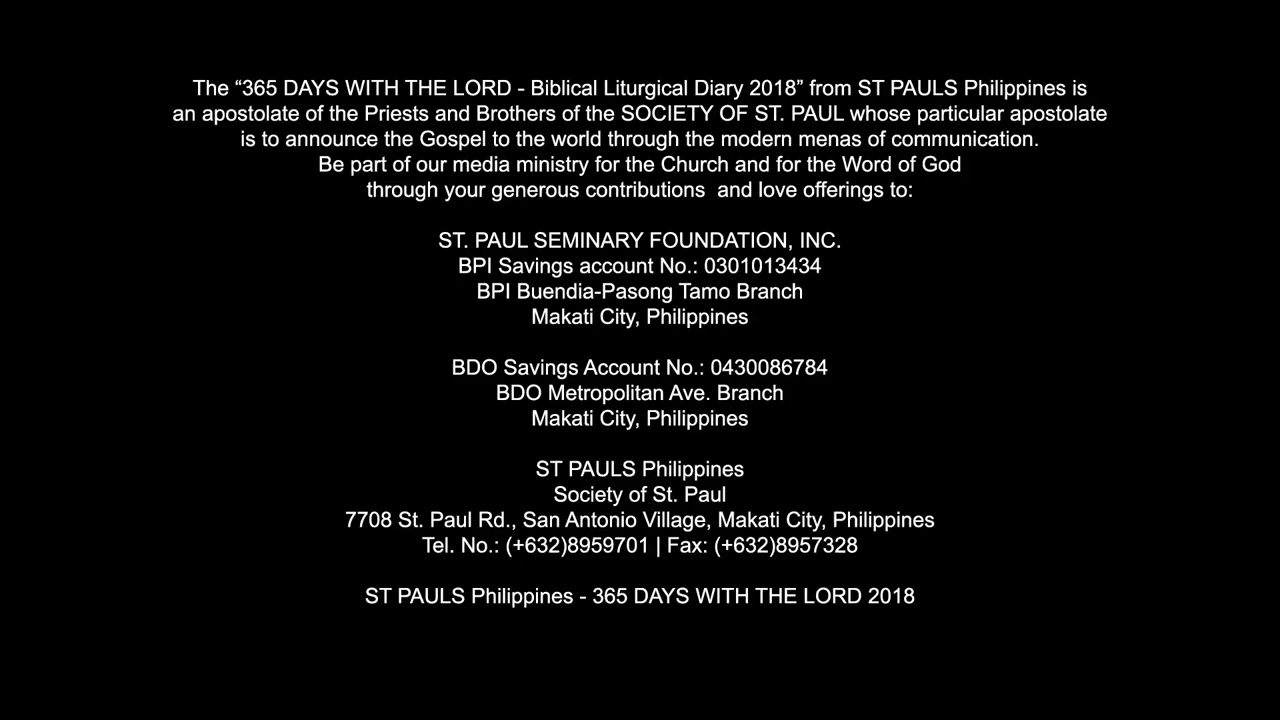 The “365 DAYS WITH THE LORD - Biblical Liturgical Diary 2018” from ST PAULS Philippines is
an apostolate of the Priests and Brothers of the SOCIETY OF ST. PAUL whose particular apostolate
is to announce the Gospel to the world through the modern menas of communication.
Be part of our media ministry for the Church and for the Word of God
through your generous contributions  and love offerings to:
ST. PAUL SEMINARY FOUNDATION, INC.
BPI Savings account No.: 0301013434
BPI Buendia-Pasong Tamo Branch
Makati City, Philippines
BDO Savings Account No.: 0430086784
BDO Metropolitan Ave. Branch
Makati City, Philippines
ST PAULS Philippines
Society of St. Paul
7708 St. Paul Rd., San Antonio Village, Makati City, Philippines
Tel. No.: (+632)8959701 | Fax: (+632)8957328
ST PAULS Philippines - 365 DAYS WITH THE LORD 2018